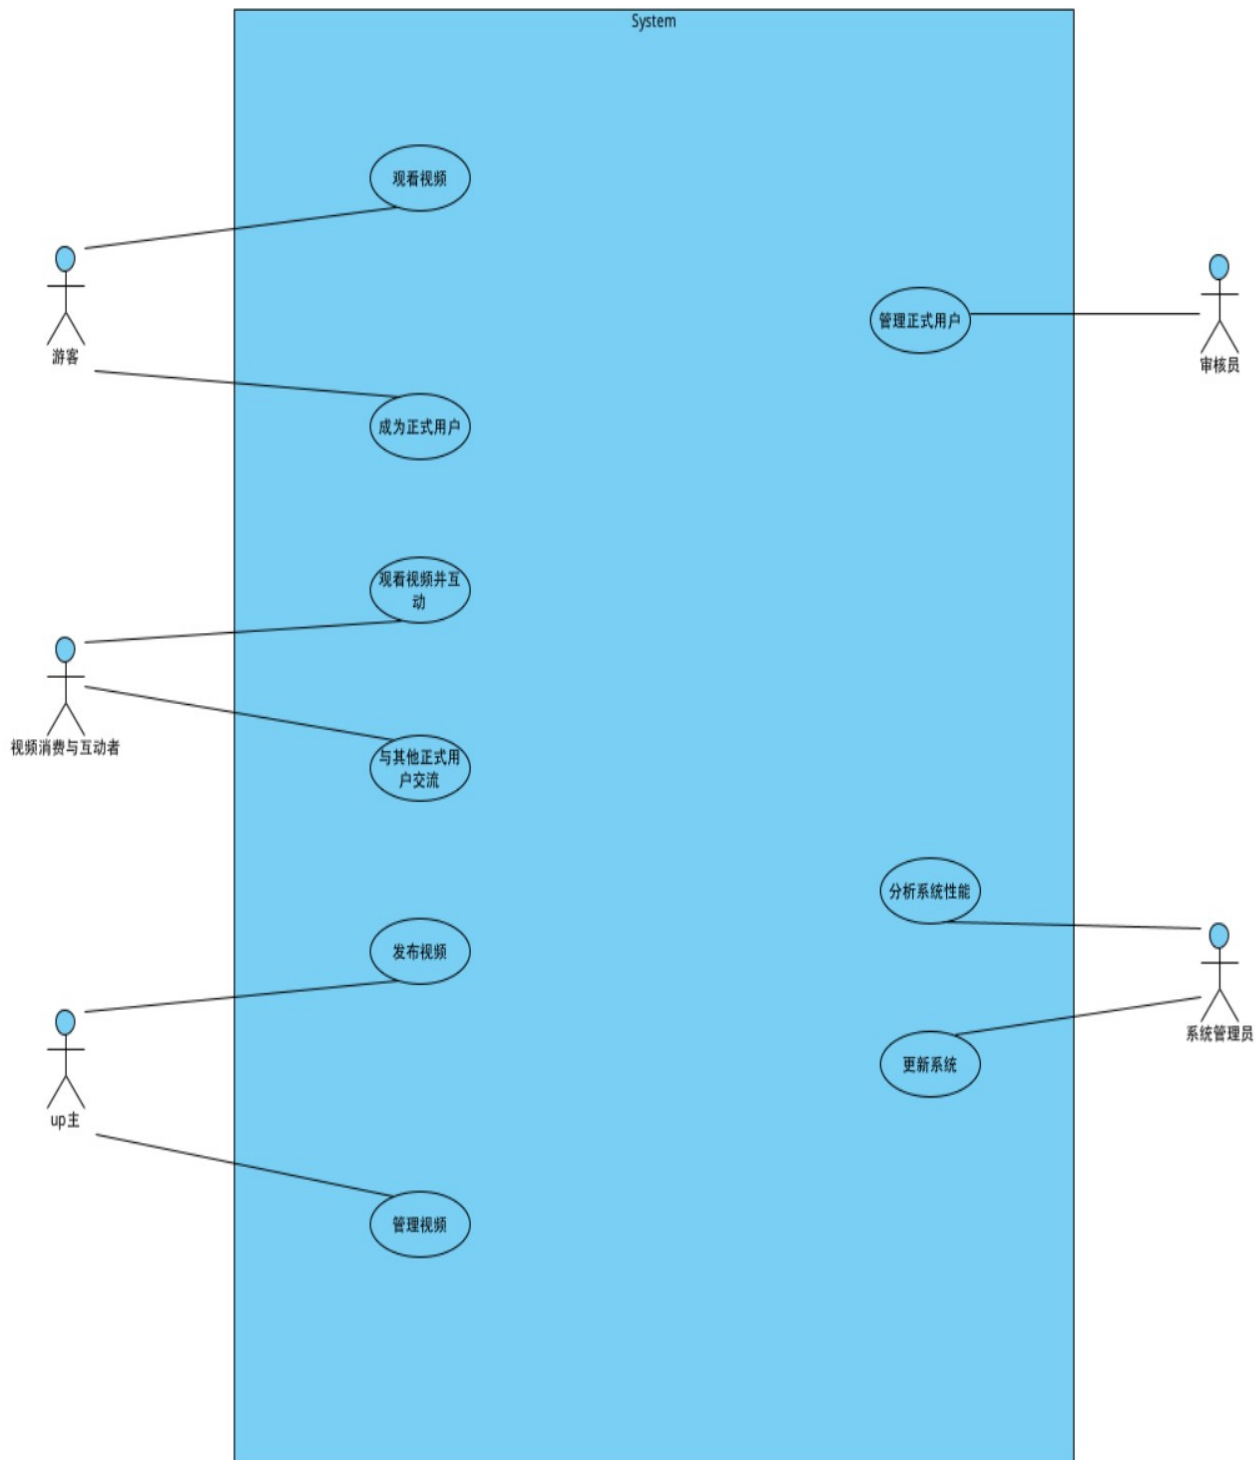 System
观看视频
游客
管理正式用户
审核员
成为正式用户
观看视频并互
动
视频消费与互动者
与其他正式用
户交流
分析系统性能
发布视频
系统管理员
更新系统
up主
管理视频